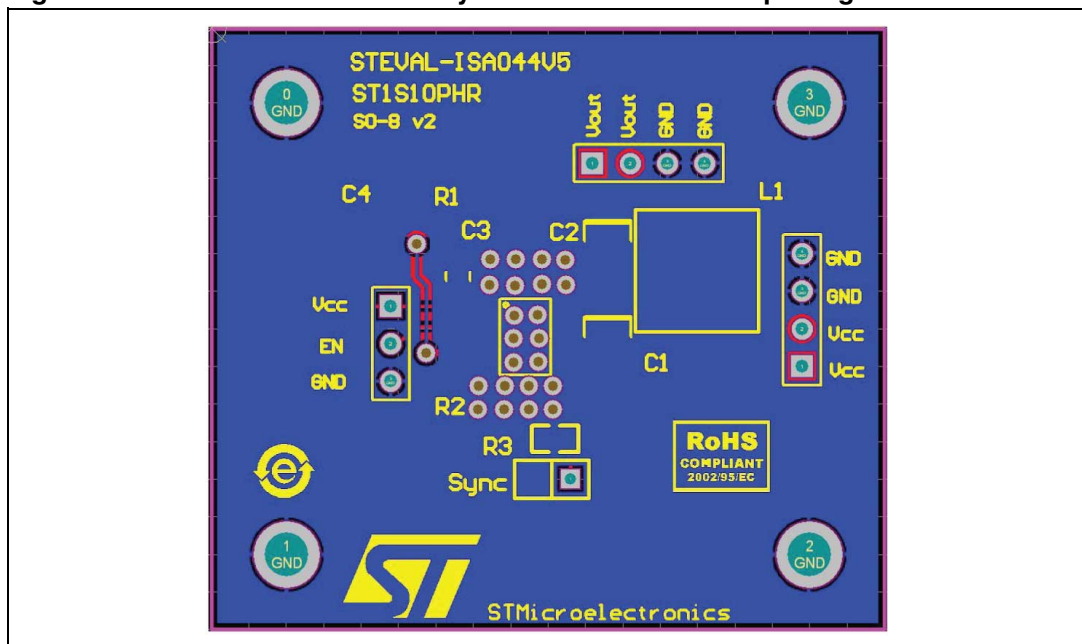 STEVAL-ISA044V5
ST1S10PHR
SO-8 v2
0
GND
3
GND
Vout
Vout
GND
GND
C4
R1
L1
C3
C2
GND
GND
Vcc
Vcc
Vcc
EN
GND
C1
R2
R3
Sync
RoHS
COMPLIANT
2002/95/EC
e
1
GND
2
GND
ST
STMicroelectronics